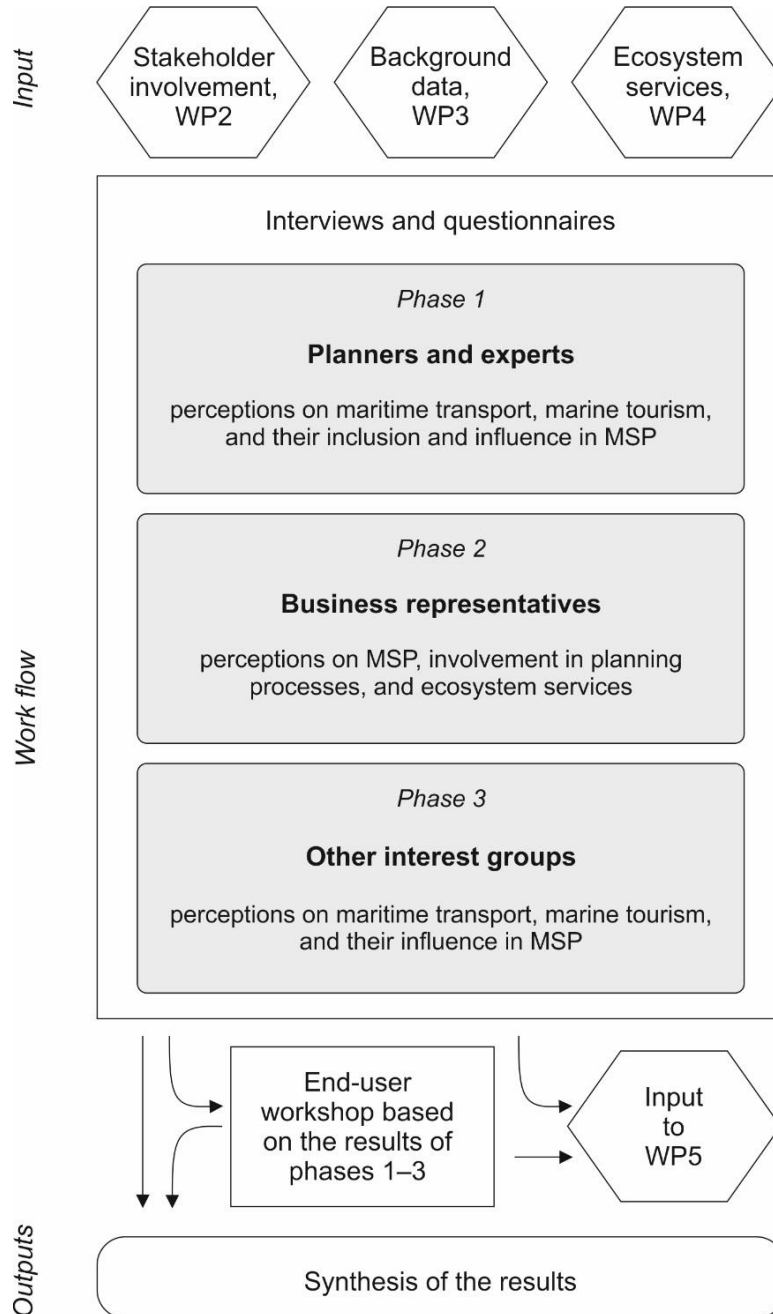 Input
Stakeholder
involvement,
WP2
Background
data,
WP3
Ecosystem
services,
WP4
Work flow
Interviews and questionnaires
Phase 1
Planners and experts
perceptions on maritime transport, marine tourism,
and their inclusion and influence in MSP
Phase 2
Business representatives
perceptions on MSP, involvement in planning
processes, and ecosystem services
Phase 3
Other interest groups
perceptions on maritime transport, marine tourism,
and their influence in MSP
End-user
workshop based
on the results of
phases 1–3
Input
to
WP5
Outputs
Synthesis of the results